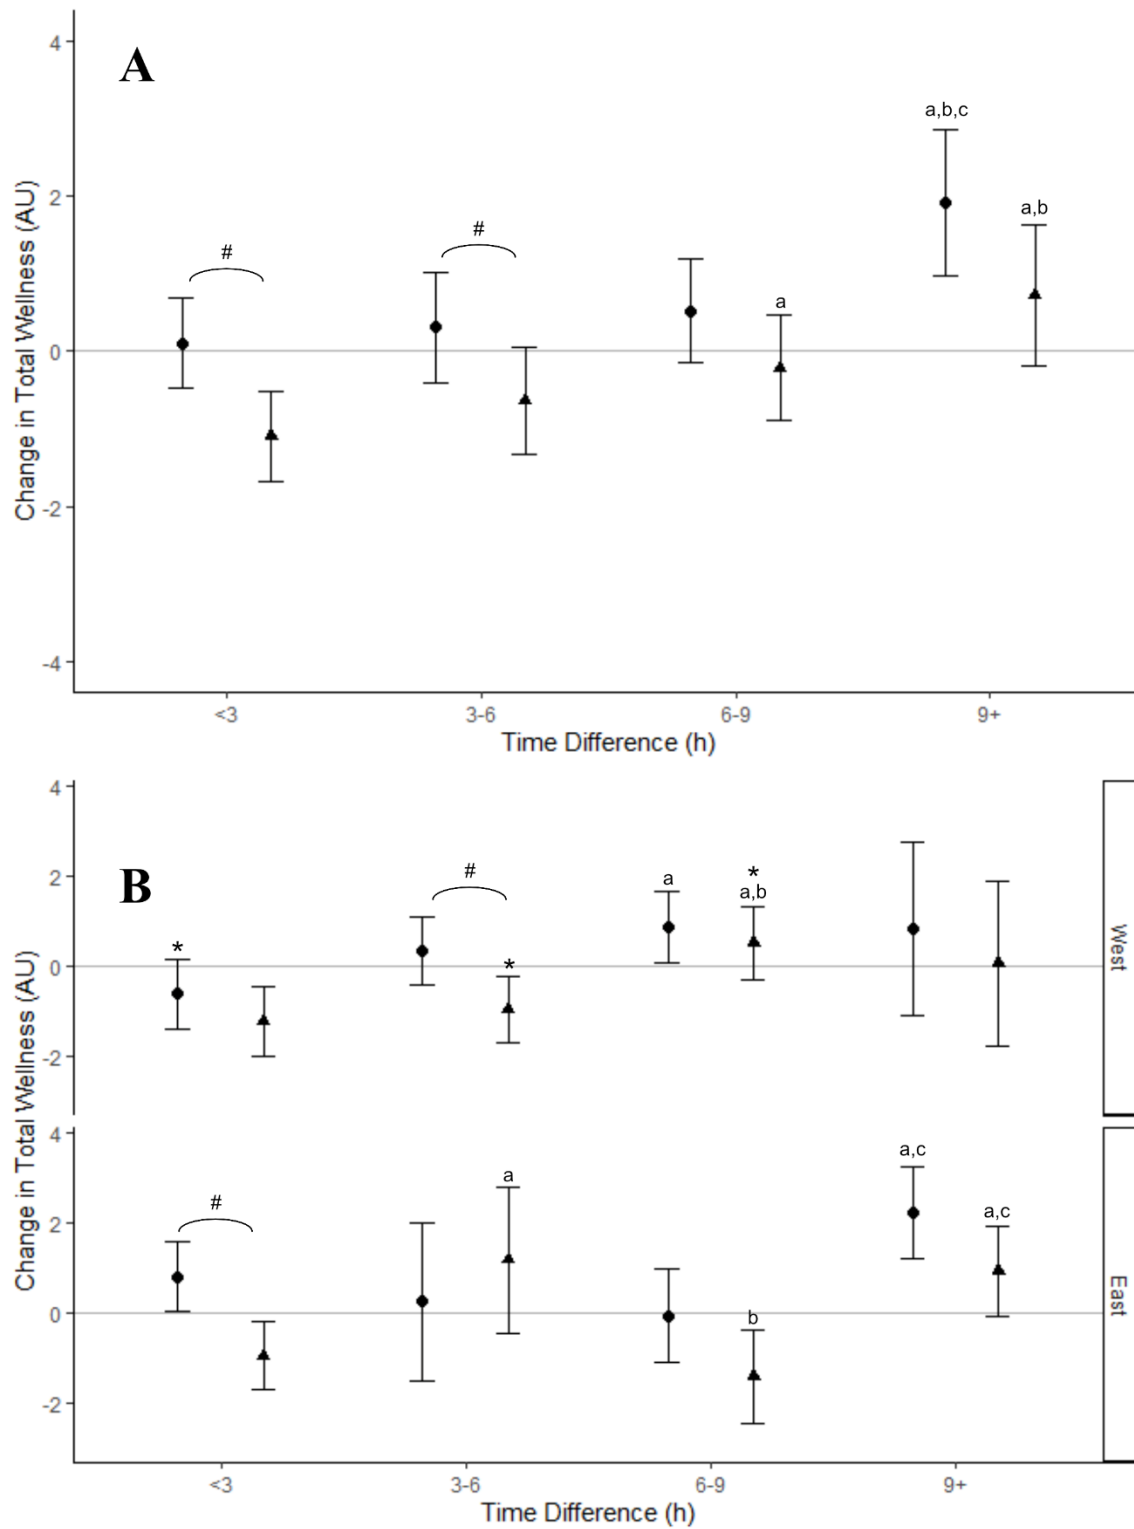 A
4
2
0
-2
-4
Change in Total Wellness (AU)
#
#
a
a,b,c
a,b
<3
3-6
6-9
9+
Time Difference (h)
B
Change in Total Wellness (AU)
4
2
0
-2
*
#
*
a
*
a,b
West
4
2
0
-2
#
a
b
a,c
a,c
East
<3
3-6
6-9
9+
Time Difference (h)